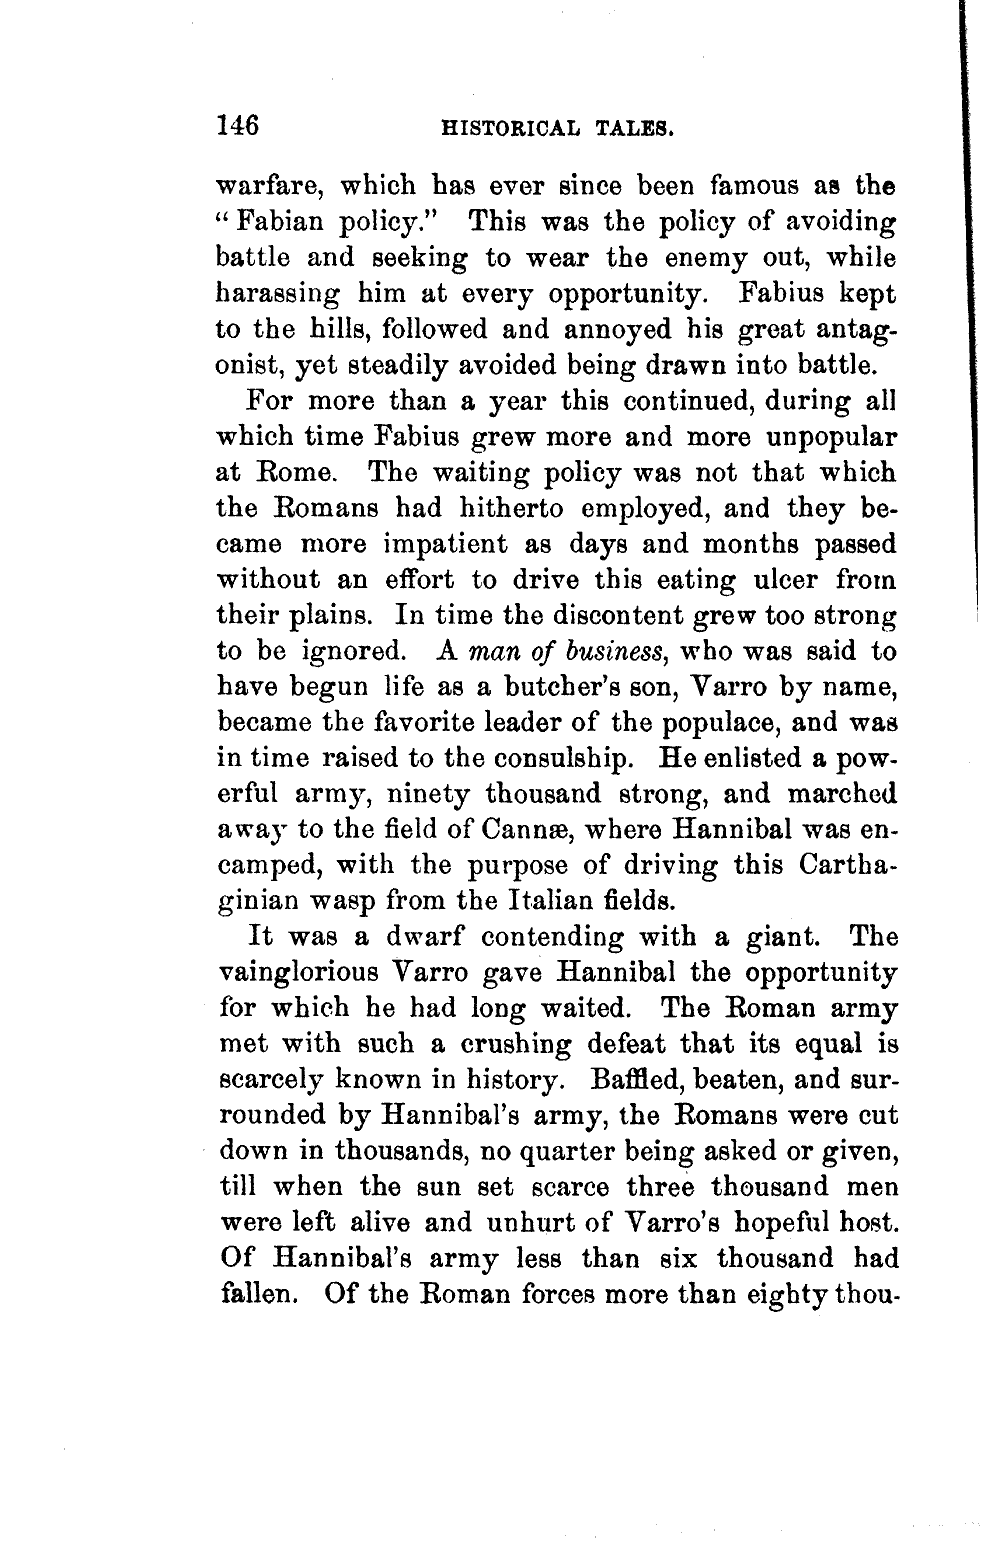 146 HISTORICAL TALES.
warfare, which has ever since been famous as the
“Fabian policy.” This was the policy of avoiding
battle and seeking to wear the enemy out, while
harassing him at every opportunity. Fabius kept
to the hills, followed and annoyed his great antag-
onist, yet steadily avoided being drawn into battle.
For more than a year this continued, during all
which time Fabius grew more and more unpopular
at Rome. The waiting policy was not that which
the Romans had hitherto employed, and they be-
came more impatient as days and months passed
without an effort to drive this eating ulcer from
their plains. In time the discontent grew too strong
to be ignored. A man of business, who was said to
have begun life as a butcher’s son, Varro by name,
became the favorite leader of the populace, and was
in time raised to the consulship. He enlisted a pow-
erful army, ninety thousand strong, and marched
away to the field of Cannæ, where Hannibal was en-
camped, with the purpose of driving this Cartha-
ginian wasp from the Italian fields.
It was a dwarf contending with a giant. The
vainglorious Varro gave Hannibal the opportunity
for which he had long waited. The Roman army
met with such a crushing defeat that its equal is
scarcely known in history. Baffled, beaten, and sur-
rounded by Hannibal’s army, the Romans were cut
down in thousands, no quarter being asked or given,
till when the sun set scarce three thousand men
were left alive and unhurt of Varro’s hopeful host.
Of Hannibal’s army less than six thousand had
fallen. Of the Roman forces more than eighty thou-